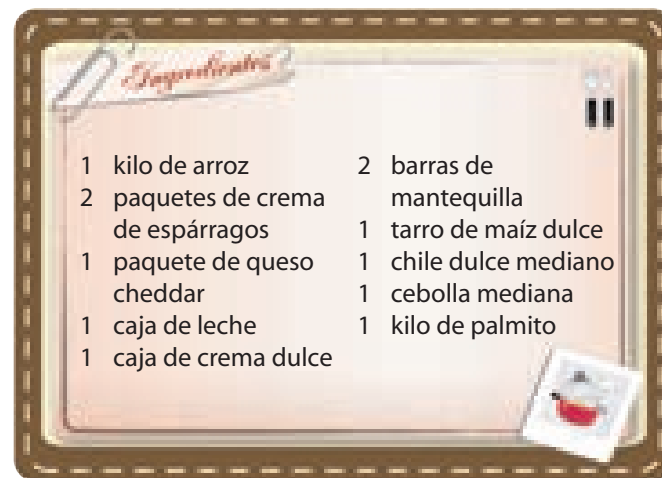 Ingredientes
1 kilo de arroz
2 paquetes de crema
de espárragos
1 paquete de queso
cheddar
1 caja de leche
1 caja de crema dulce
2 barras de
mantequilla
1 tarro de maíz dulce
1 chile dulce mediano
1 cebolla mediana
1 kilo de palmito